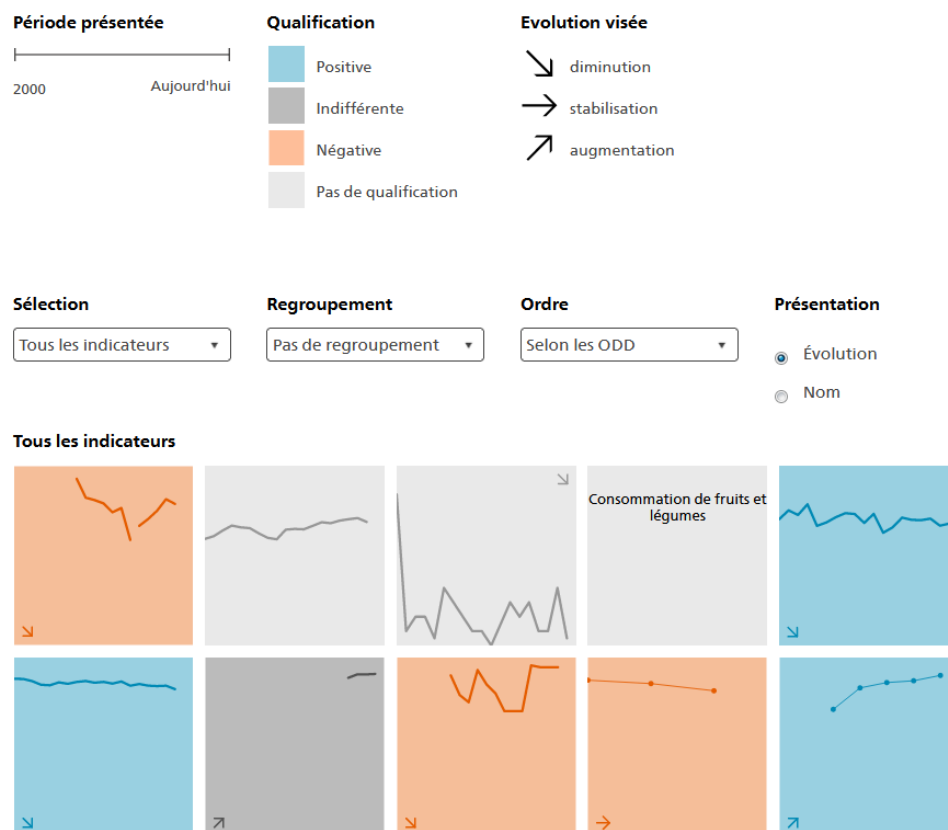 Période présentée
2000
Aujourd'hui
Qualification
Positive
Indifférente
Négative
Pas de qualification
Evolution visée
diminution
stabilisation
augmentation
Sélection
Tous les indicateurs
Regroupement
Pas de regroupement
Ordre
Selon les ODD
Présentation
Évolution
Nom
Tous les indicateurs
Consommation de fruits et
légumes